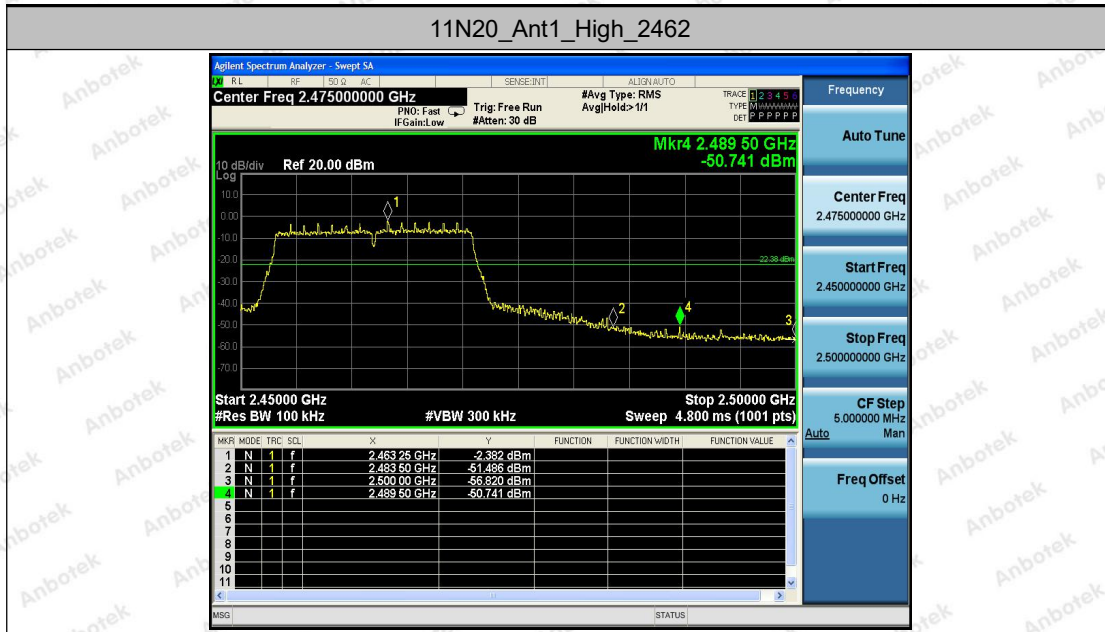 11N20_Ant1_High_2462
Agilent Spectrum Analyzer - Swept SA
RL RF 50 Ω AC SENSE:INT ALIGN AUTO
Center Freq 2.475000000 GHz
PNO: Fast
IFGain:Low
Trig: Free Run
#Atten: 30 dB
#Avg Type: RMS
Avg|Hold:>1/1
TRACE 1 2 3 4 5 6
TYPE M
DET P P P P P P
Mkr4 2.489 50 GHz
-50.741 dBm
10 dB/div Ref 20.00 dBm
Log
10.0
0.00
-10.0
-20.0
-30.0
-40.0
-50.0
-60.0
-70.0
1
2
3
4
22.38 dBm
Start 2.45000 GHz Stop 2.50000 GHz
#Res BW 100 kHz #VBW 300 kHz Sweep 4.800 ms (1001 pts)
MKR MODE TRC SCL X Y FUNCTION FUNCTION WIDTH FUNCTION VALUE
1 N 1 f 2.463 25 GHz -2.382 dBm
2 N 1 f 2.483 50 GHz -51.486 dBm
3 N 1 f 2.500 00 GHz -56.820 dBm
4 N 1 f 2.489 50 GHz -50.741 dBm
5
6
7
8
9
10
11
MSG STATUS
Frequency
Auto Tune
Center Freq
2.475000000 GHz
Start Freq
2.450000000 GHz
Stop Freq
2.500000000 GHz
CF Step
5.000000 MHz
Auto Man
Freq Offset
0 Hz
Anbotek